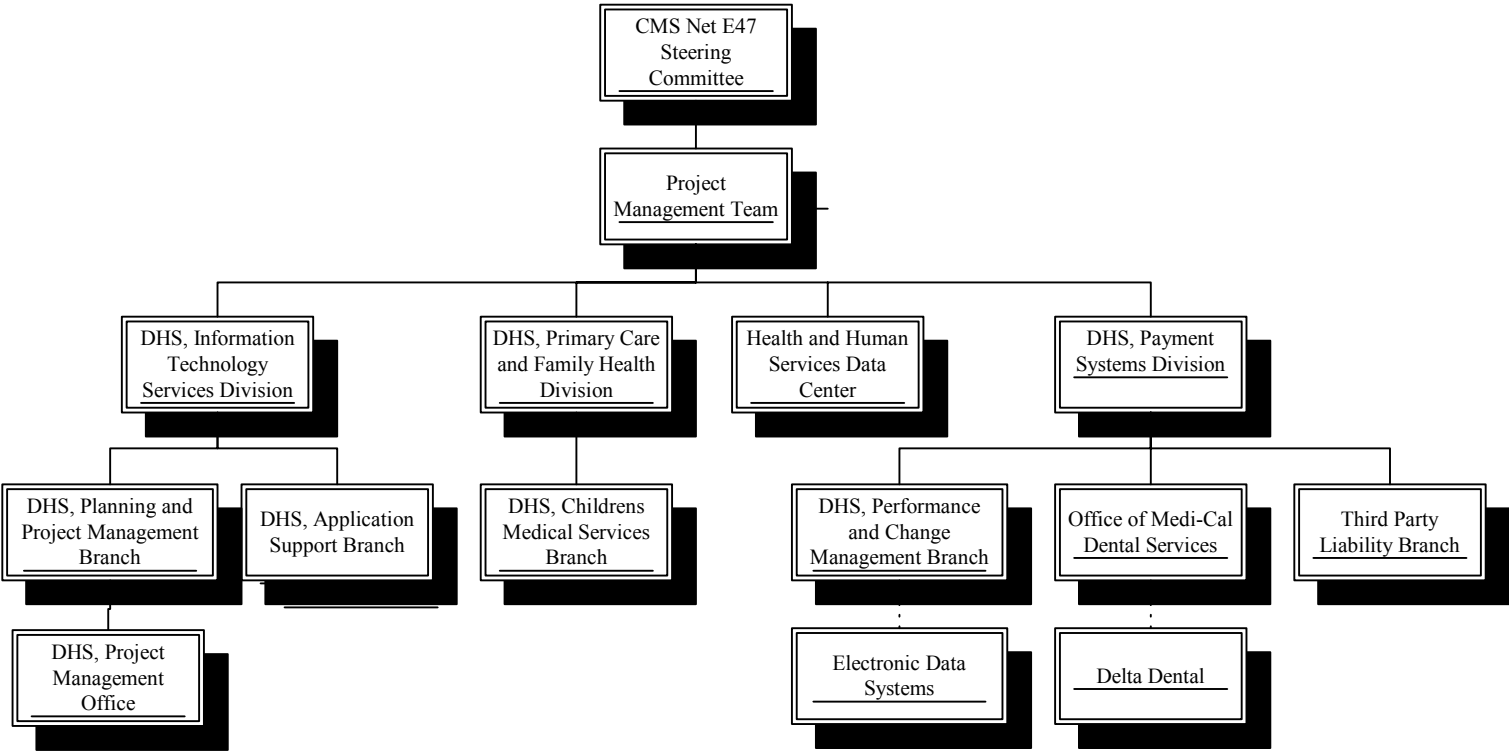 CMS Net E47
Steering
Committee
Project
Management Team
DHS, Information
Technology
Services Division
DHS, Primary Care
and Family Health
Division
Health and Human
Services Data
Center
DHS, Payment
Systems Division
DHS, Planning and
Project Management
Branch
DHS, Application
Support Branch
DHS, Childrens
Medical Services
Branch
DHS, Performance
and Change
Management Branch
Office of Medi-Cal
Dental Services
Third Party
Liability Branch
DHS, Project
Management
Office
Electronic Data
Systems
Delta Dental